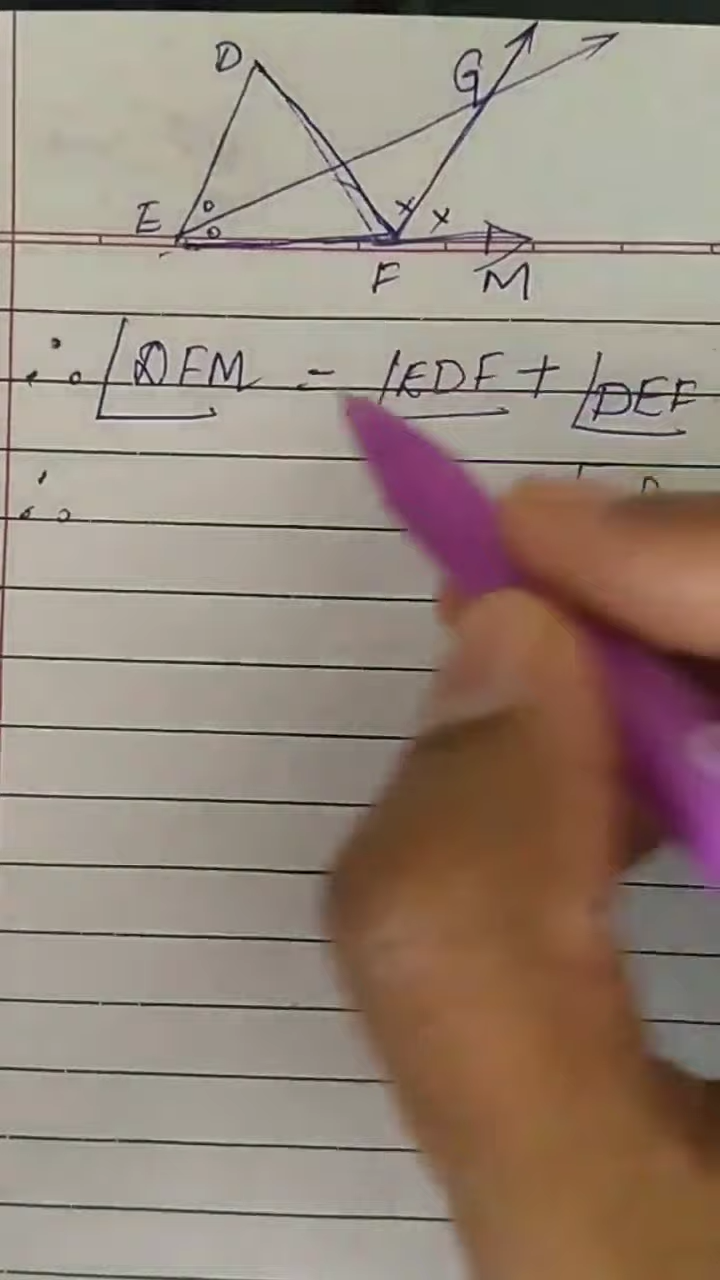 D
G
E
o
o
x
x
F
M
∴ ∠DFM = ∠EDF + ∠DEF
∴